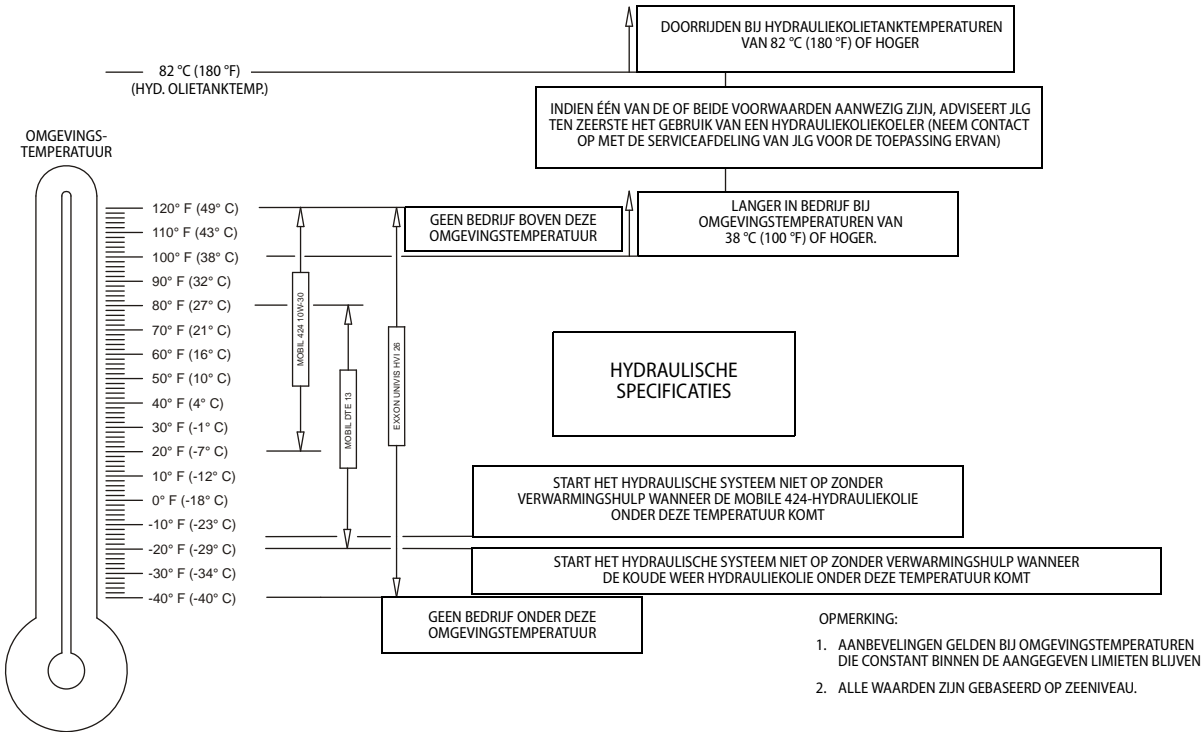 DOORRIJDEN BIJ HYDRAULIEKOLIETANKTEMPERATUREN
VAN 82 °C (180 °F) OF HOGER
82 °C (180 °F)
(HYD. OLIETANKTEMP.)
INDIEN ÉÉN VAN DE OF BEIDE VOORWAARDEN AANWEZIG ZIJN, ADVISEERT JLG
TEN ZEERSTE HET GEBRUIK VAN EEN HYDRAULIEKOLIEKOELER (NEEM CONTACT
OP MET DE SERVICEAFDELING VAN JLG VOOR DE TOEPASSING ERVAN)
OMGEVINGS-
TEMPERATUUR
LANGER IN BEDRIJF BIJ
OMGEVINGSTEMPERATUREN VAN
38 °C (100 °F) OF HOGER.
GEEN BEDRIJF BOVEN DEZE
OMGEVINGSTEMPERATUUR
120° F (49° C)
110° F (43° C)
100° F (38° C)
90° F (32° C)
80° F (27° C)
70° F (21° C)
60° F (16° C)
50° F (10° C)
40° F (4° C)
30° F (-1° C)
20° F (-7° C)
10° F (-12° C)
0° F (-18° C)
-10° F (-23° C)
-20° F (-29° C)
-30° F (-34° C)
-40° F (-40° C)
MOBIL 424 10W-30
MOBIL DTE 13
EXXON UNIVIS HVI 26
HYDRAULISCHE
SPECIFICATIES
START HET HYDRAULISCHE SYSTEEM NIET OP ZONDER
VERWARMINGSHULP WANNEER DE MOBILE 424-HYDRAULIEKOLIE
ONDER DEZE TEMPERATUUR KOMT
START HET HYDRAULISCHE SYSTEEM NIET OP ZONDER VERWARMINGSHULP WANNEER
DE KOUDE WEER HYDRAULIEKOLIE ONDER DEZE TEMPERATUUR KOMT
GEEN BEDRIJF ONDER DEZE
OMGEVINGSTEMPERATUUR
OPMERKING:
1. AANBEVELINGEN GELDEN BIJ OMGEVINGSTEMPERATUREN
DIE CONSTANT BINNEN DE AANGEGEVEN LIMIETEN BLIJVEN
2. ALLE WAARDEN ZIJN GEBASEERD OP ZEENIVEAU.